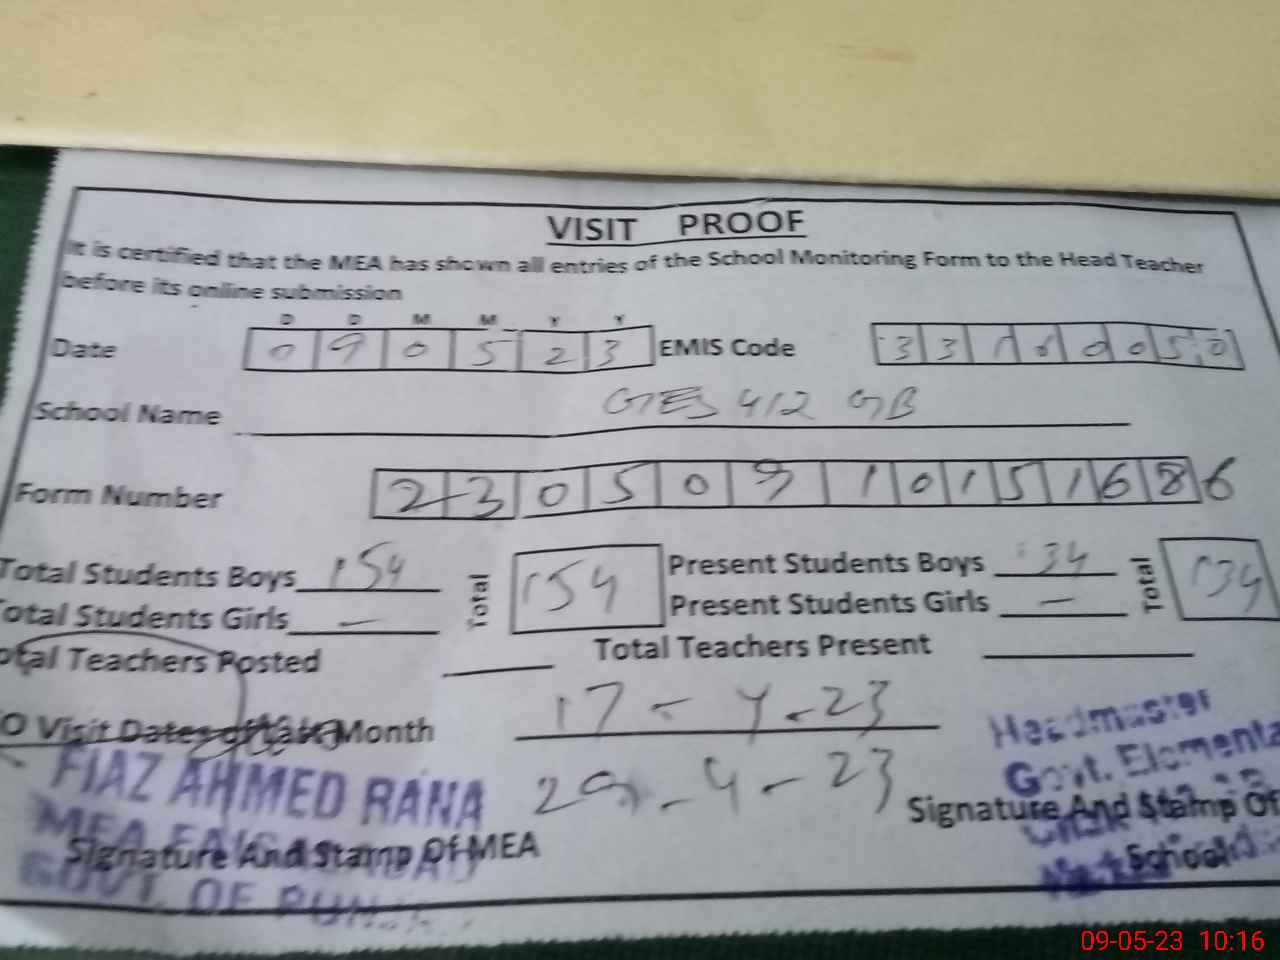 VISIT PROOF
It is certified that the MEA has shown all entries of the School Monitoring Form to the Head Teacher
before its online submission
D D M M Y Y
Date 0 9 0 5 2 3 EMIS Code 3 3 1 0 0 5 0
School Name GES 412 GB
Form Number 2 3 0 5 0 9 1 0 1 5 1 6 8 6
Total Students Boys 154 Total 154 Present Students Boys 134 Total 134
Total Students Girls — Present Students Girls —
Total Teachers Posted Total Teachers Present
O Visit Dates of Last Month 17-4-23
29-4-23
FIAZ AHMED RANA
MEA
Signature And Stamp Of MEA
GOVT. OF
Headmaster
Govt. Elementa
Signature And Stamp Of
School
09-05-23 10:16